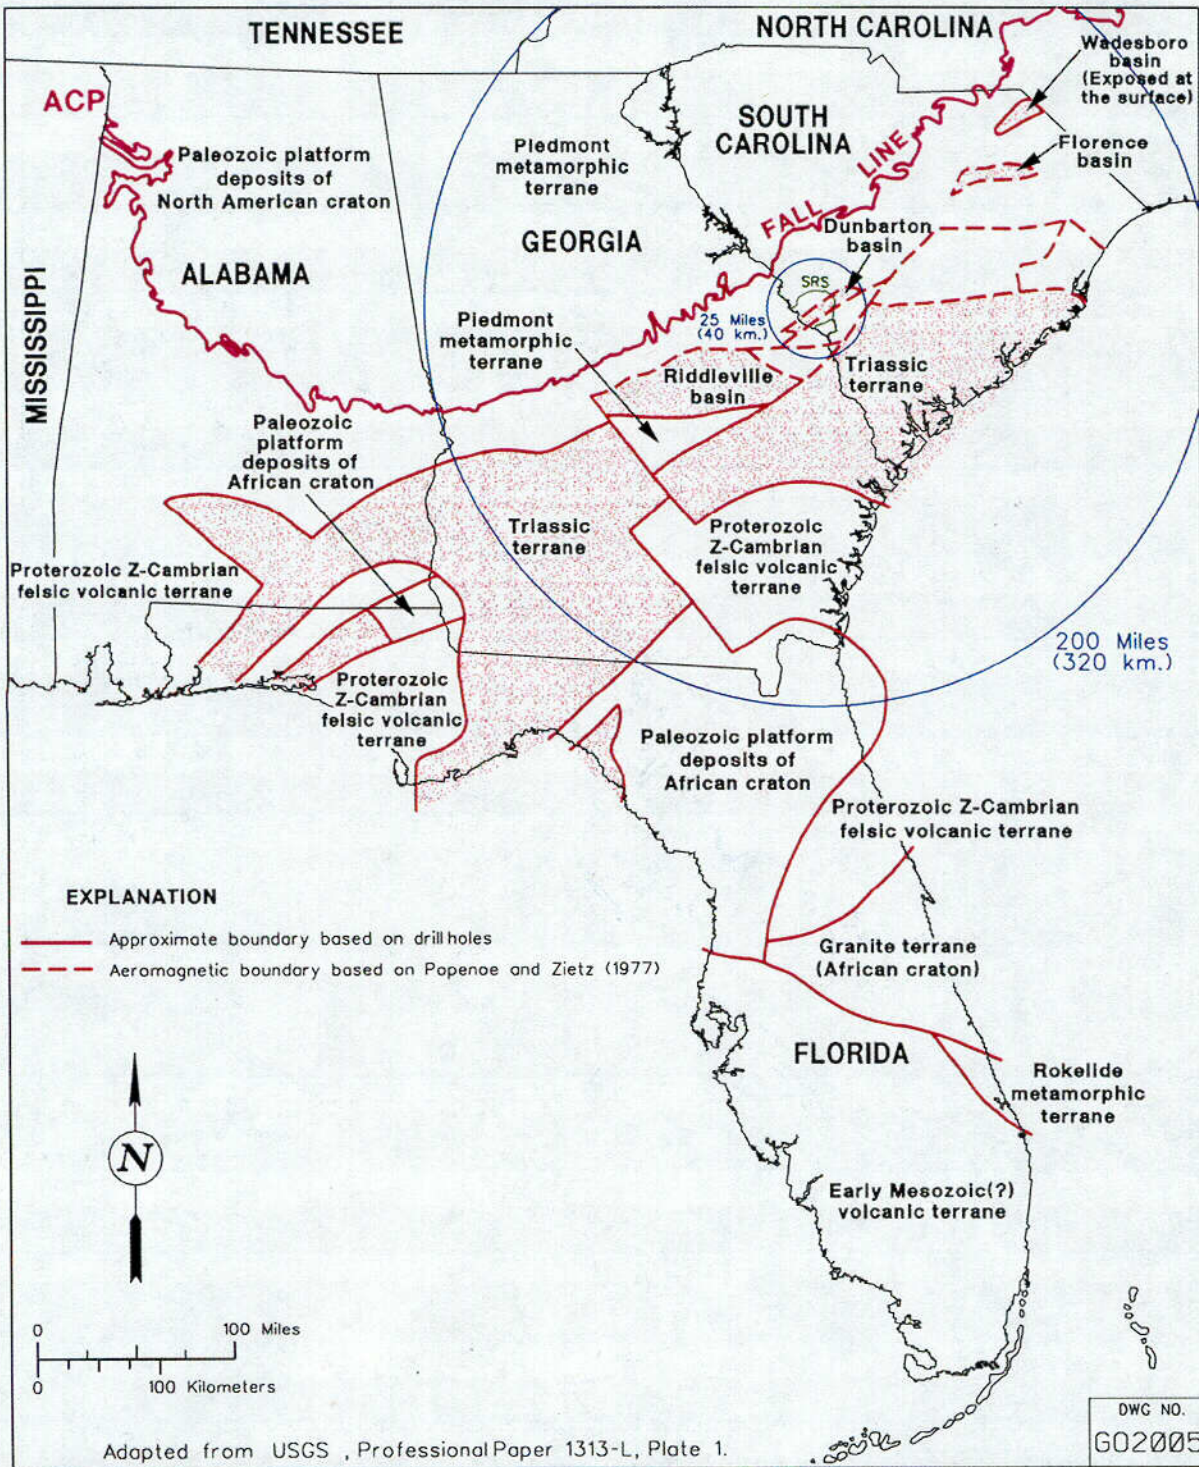 TENNESSEE
NORTH CAROLINA
Wadesboro
basin
(Exposed at
the surface)
ACP
SOUTH
CAROLINA
Paleozoic platform
deposits of
North American craton
Piedmont
metamorphic
terrane
FALL LINE
Florence
basin
GEORGIA
Dunbarton
basin
ALABAMA
MISSISSIPPI
SRS
25 Miles
(40 km.)
Piedmont
metamorphic
terrane
Riddleville
basin
Triassic
terrane
Paleozoic
platform
deposits of
African craton
Triassic
terrane
Proterozoic
Z-Cambrian
felsic volcanic
terrane
Proterozoic Z-Cambrian
felsic volcanic terrane
200 Miles
(320 km.)
Proterozoic
Z-Cambrian
felsic volcanic
terrane
Paleozoic platform
deposits of
African craton
Proterozoic Z-Cambrian
felsic volcanic terrane
EXPLANATION
Approximate boundary based on drill holes
Aeromagnetic boundary based on Popenoe and Zietz (1977)
Granite terrane
(African craton)
FLORIDA
Rokelide
metamorphic
terrane
N
Early Mesozoic(?)
volcanic terrane
0 100 Miles
0 100 Kilometers
Adapted from USGS , Professional Paper 1313-L, Plate 1.
DWG NO.
G02005